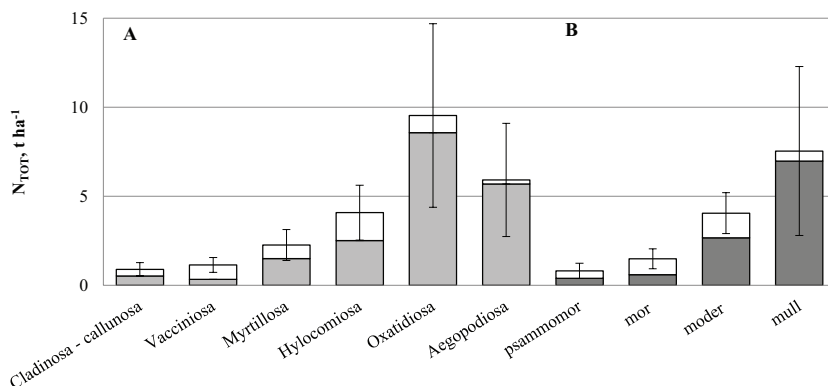 15
A
B
10
5
0
N_TOT, t ha⁻¹
Cladinosa - callunosa
Vacciniosa
Myrtillosa
Hylocomiosa
Oxatidiosa
Aegopodiosa
psammomor
mor
moder
mull